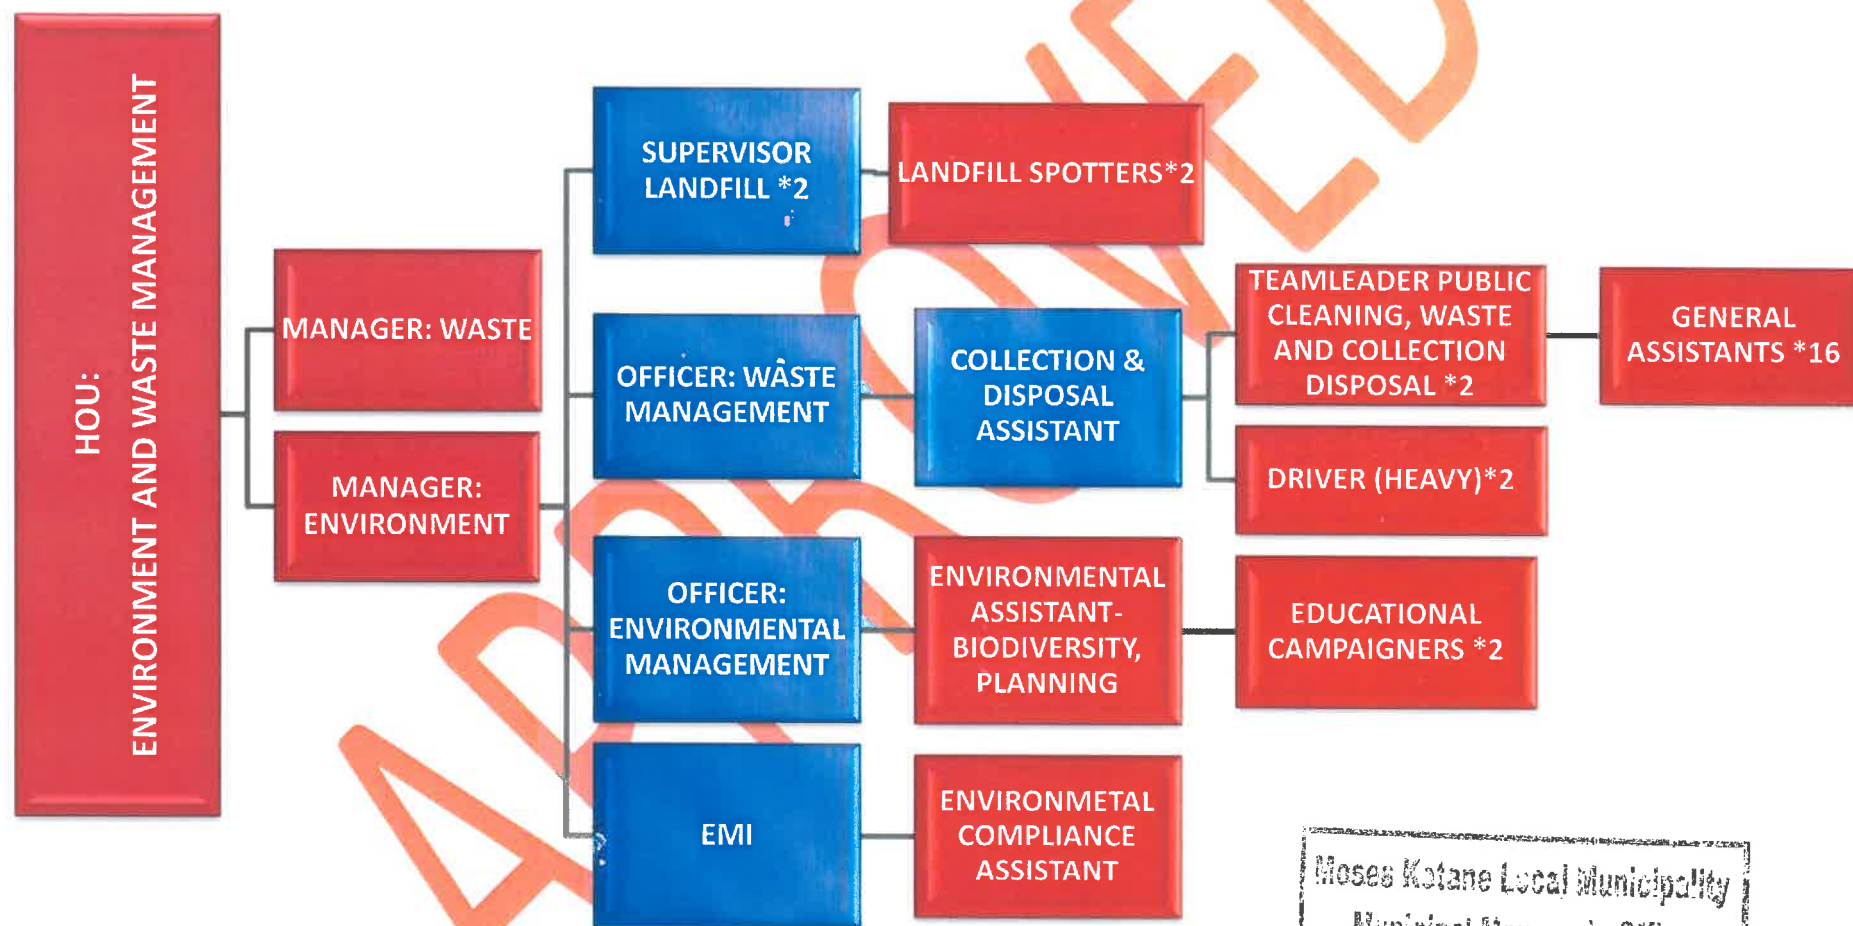 HOU:
ENVIRONMENT AND WASTE MANAGEMENT
MANAGER: WASTE
MANAGER:
ENVIRONMENT
SUPERVISOR
LANDFILL *2
LANDFILL SPOTTERS*2
OFFICER: WASTE
MANAGEMENT
COLLECTION &
DISPOSAL
ASSISTANT
TEAMLEADER PUBLIC
CLEANING, WASTE
AND COLLECTION
DISPOSAL *2
GENERAL
ASSISTANTS *16
DRIVER (HEAVY)*2
OFFICER:
ENVIRONMENTAL
MANAGEMENT
ENVIRONMENTAL
ASSISTANT-
BIODIVERSITY,
PLANNING
EDUCATIONAL
CAMPAIGNERS *2
EMI
ENVIRONMETAL
COMPLIANCE
ASSISTANT
APPROVED
Moses Kotane Local Municipality